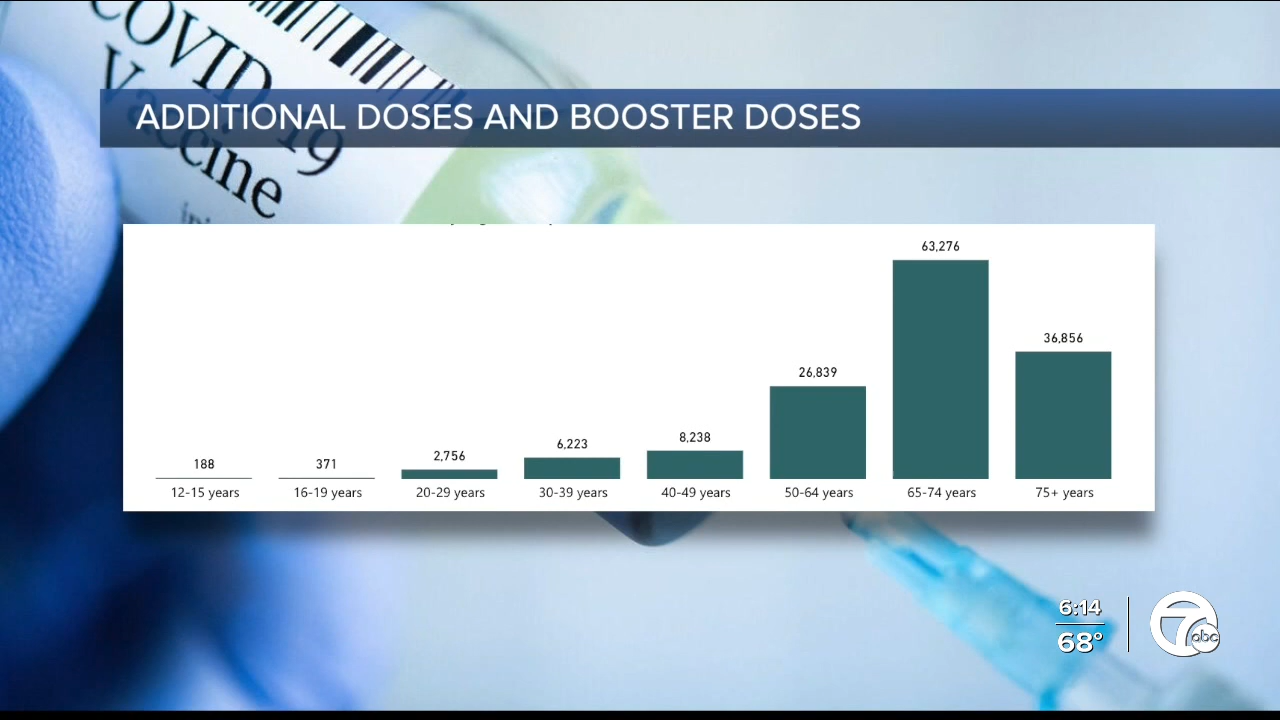 COVID 19
Vaccine
ADDITIONAL DOSES AND BOOSTER DOSES
63,276
36,856
26,839
8,238
6,223
2,756
371
188
12-15 years 16-19 years 20-29 years 30-39 years 40-49 years 50-64 years 65-74 years 75+ years
6:14
68°
7 abc